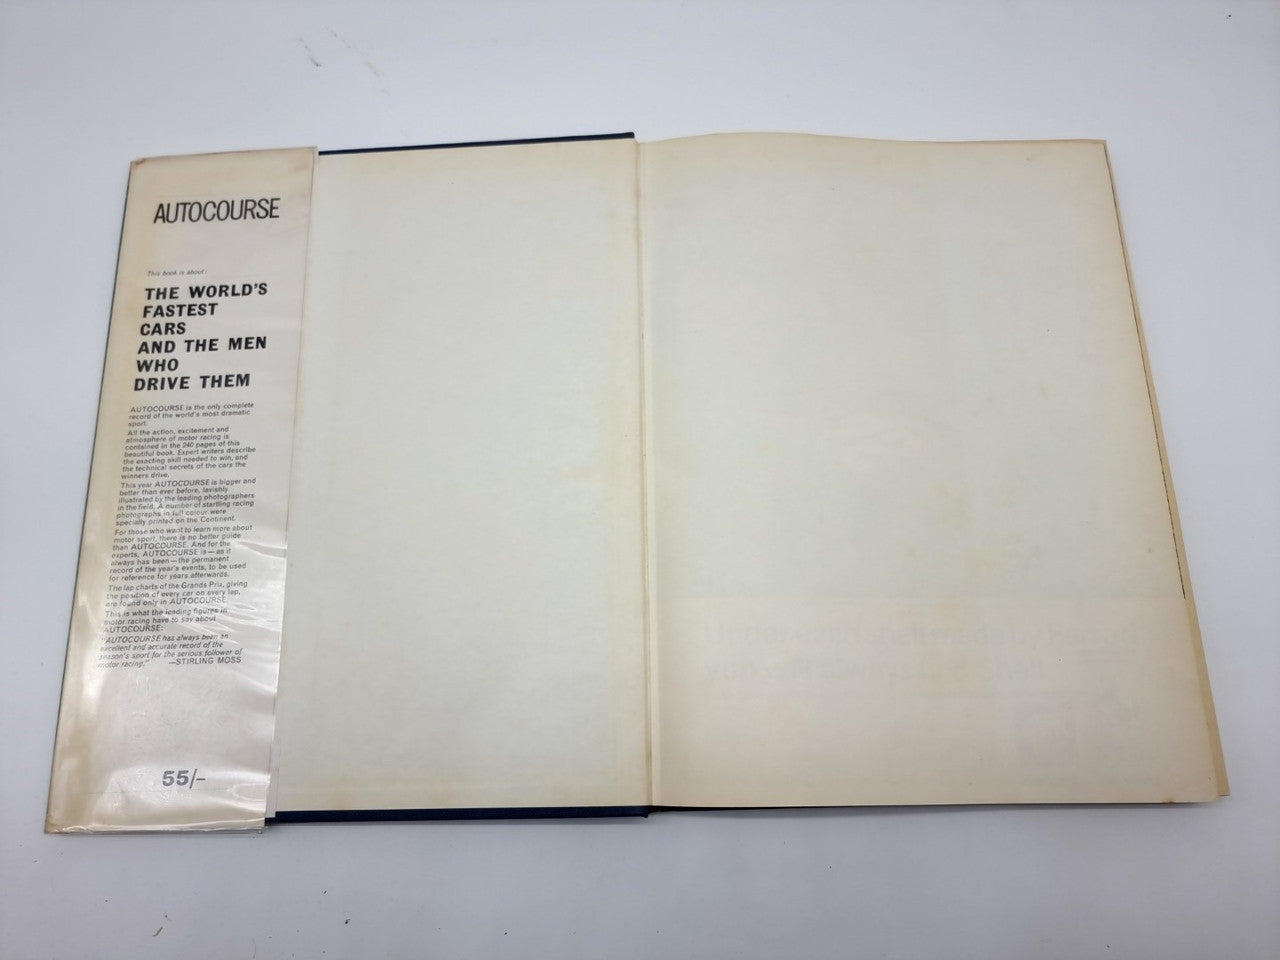 AUTOCOURSE
This book is about:
THE WORLD'S
FASTEST
CARS
AND THE MEN
WHO
DRIVE THEM
AUTOCOURSE is the only complete
record of the world's most dramatic
sport.
All the action, excitement and
atmosphere of motor racing is
contained in the 240 pages of this
beautiful book. Expert writers describe
the exacting skill needed to win, and
the technical secrets of the cars the
winners drive.
This year AUTOCOURSE is bigger and
better than ever before, lavishly
illustrated by the leading photographers
in the field. A number of startling racing
photographs in full colour were
specially printed on the Continent.
For those who want to learn more about
motor sport, there is no better guide
than AUTOCOURSE. And for the
experts, AUTOCOURSE is—as it
always has been—the permanent
record of the year's events, to be used
for reference for years afterwards.
The lap charts of the Grands Prix, giving
the position of every car on every lap,
are found only in AUTOCOURSE.
This is what the leading figures in
motor racing have to say about
AUTOCOURSE:
"AUTOCOURSE has always been an
excellent and accurate record of the
season's sport for the serious follower of
motor racing." —STIRLING MOSS
55/–